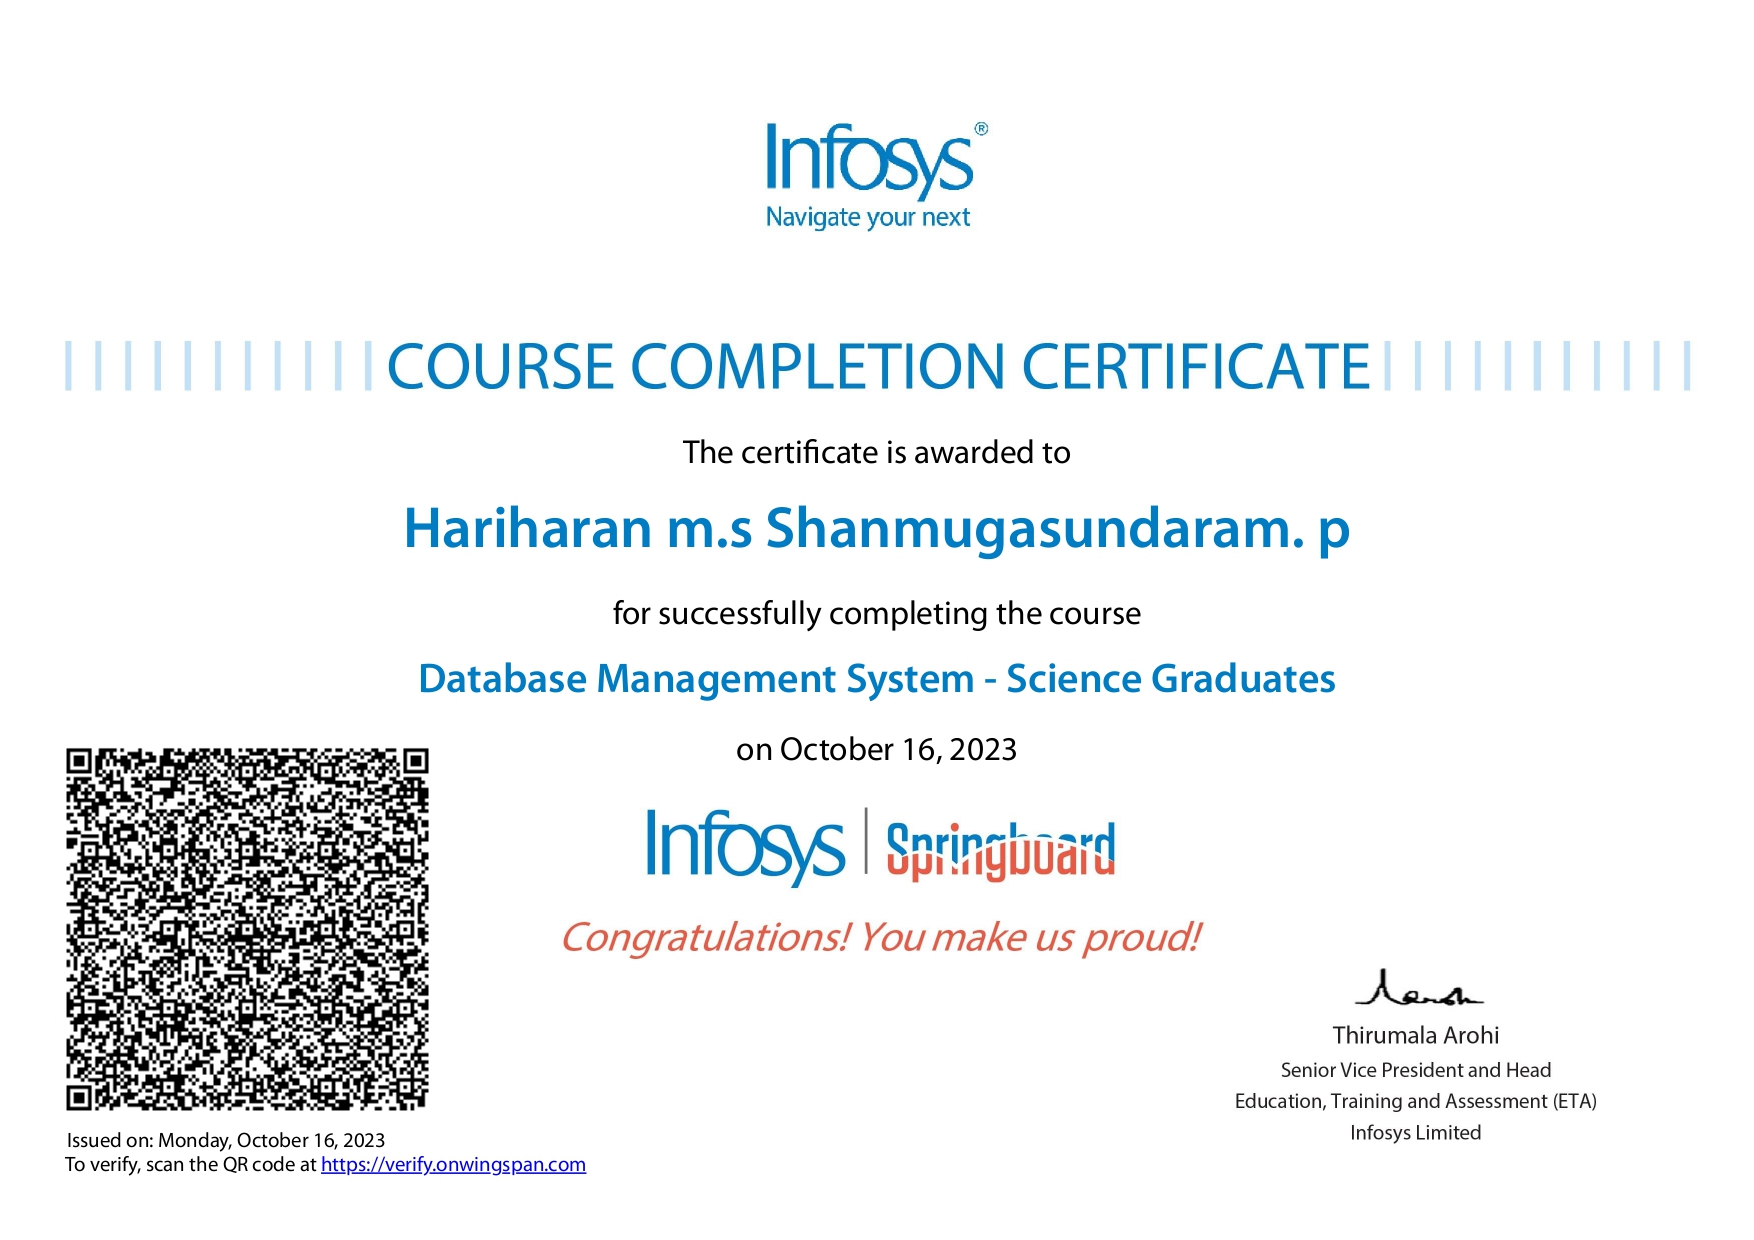 Infosys®
Navigate your next
COURSE COMPLETION CERTIFICATE
The certificate is awarded to
Hariharan m.s Shanmugasundaram. p
for successfully completing the course
Database Management System - Science Graduates
on October 16, 2023
Infosys | Springboard
Congratulations! You make us proud!
Thirumala Arohi
Senior Vice President and Head
Education, Training and Assessment (ETA)
Infosys Limited
Issued on: Monday, October 16, 2023
To verify, scan the QR code at https://verify.onwingspan.com